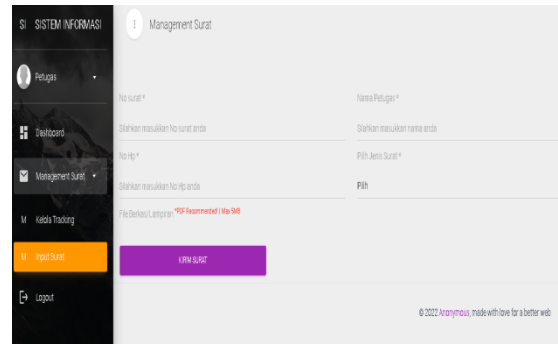 SI SISTEM INFORMASI
Petugas
Dashboard
Management Surat
M Kelola Tracking
M Input Surat
Logout
Management Surat
No surat *
Nama Petugas *
Silahkan masukkan No surat anda
Silahkan masukkan nama anda
No Hp *
Pilih Jenis Surat *
Silahkan masukkan No Hp anda
Pilih
File Berkas/Lampiran *PDF Recommended | Max 5MB
KIRIM SURAT
© 2022 Anonymous, made with love for a better web